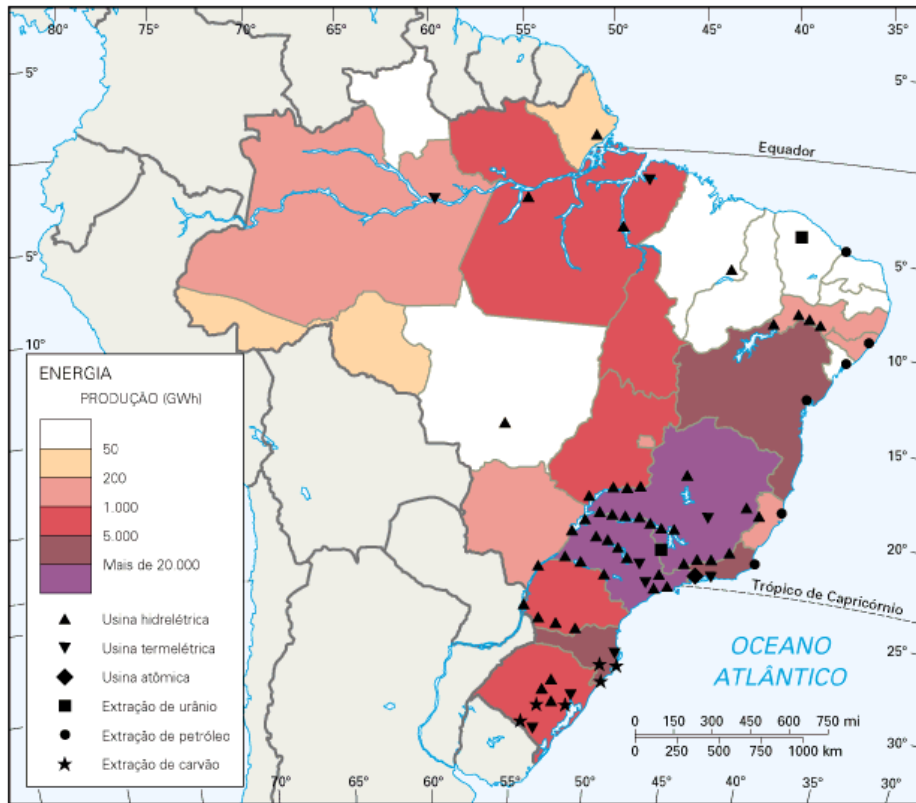 80° 75° 70° 65° 60° 55° 50° 45° 40° 35° 30°
5° 5°
Equador
80°
5° 5°
10° 10°
ENERGIA
PRODUÇÃO (GWh)
50
200
1.000
5.000
Mais de 20 000
15°
20°
Trópico de Capricórnio
Usina hidrelétrica
Usina termelétrica
Usina atômica
Extração de urânio
Extração de petróleo
Extração de carvão
25°
OCEANO
ATLÂNTICO
0 150 300 450 600 750 mi
0 250 500 750 1000 km
30°
70° 65° 60° 55° 50° 45° 40° 35° 30°